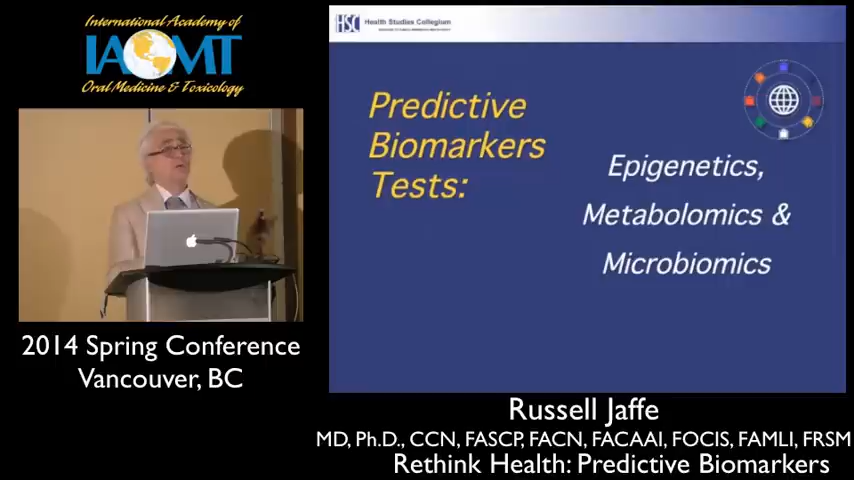 International Academy of
IAOMT
Oral Medicine & Toxicology
HSC Health Studies Collegium
Predictive
Biomarkers
Tests:
Epigenetics,
Metabolomics &
Microbiomics
2014 Spring Conference
Vancouver, BC
Russell Jaffe
MD, Ph.D., CCN, FASCP, FACN, FACAAI, FOCIS, FAMLI, FRSM
Rethink Health: Predictive Biomarkers